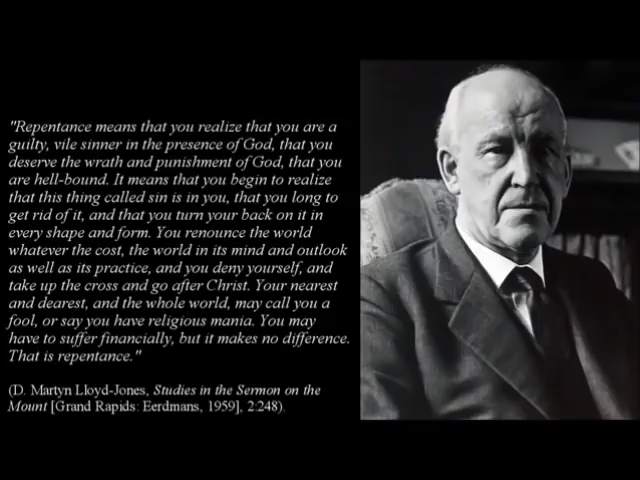 "Repentance means that you realize that you are a
guilty, vile sinner in the presence of God, that you
deserve the wrath and punishment of God, that you
are hell-bound. It means that you begin to realize
that this thing called sin is in you, that you long to
get rid of it, and that you turn your back on it in
every shape and form. You renounce the world
whatever the cost, the world in its mind and outlook
as well as its practice, and you deny yourself, and
take up the cross and go after Christ. Your nearest
and dearest, and the whole world, may call you a
fool, or say you have religious mania. You may
have to suffer financially, but it makes no difference.
That is repentance."
(D. Martyn Lloyd-Jones, Studies in the Sermon on the
Mount [Grand Rapids: Eerdmans, 1959], 2:248).